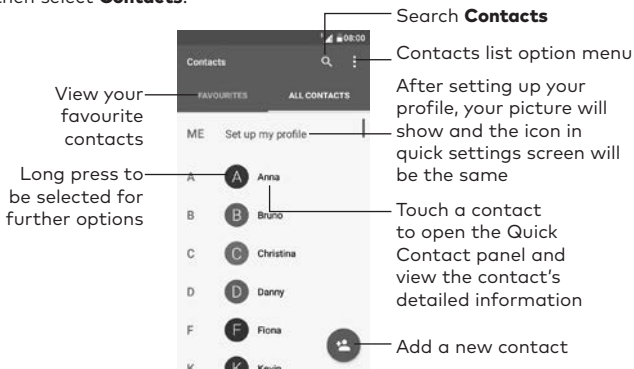 then select Contacts.
Search Contacts
08:00
Contacts
Contacts list option menu
FAVOURITES
ALL CONTACTS
View your
favourite
contacts
After setting up your
profile, your picture will
show and the icon in
quick settings screen will
be the same
ME Set up my profile
Long press to
be selected for
further options
A A Anna
B B Bruno
C C Christina
D D Danny
F F Fiona
K K Kevin
Touch a contact
to open the Quick
Contact panel and
view the contact's
detailed information
Add a new contact